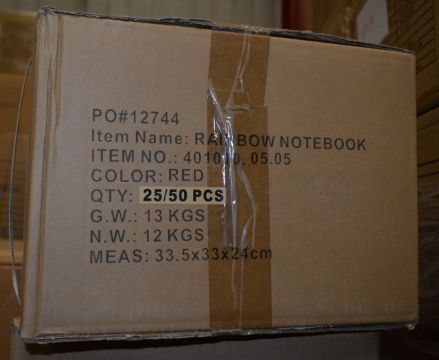 PO#12744
Item Name: RAINBOW NOTEBOOK
ITEM NO.: 401010, 05.05
COLOR: RED
QTY: 25/50 PCS
G.W.: 13 KGS
N.W.: 12 KGS
MEAS: 33.5x33x24cm